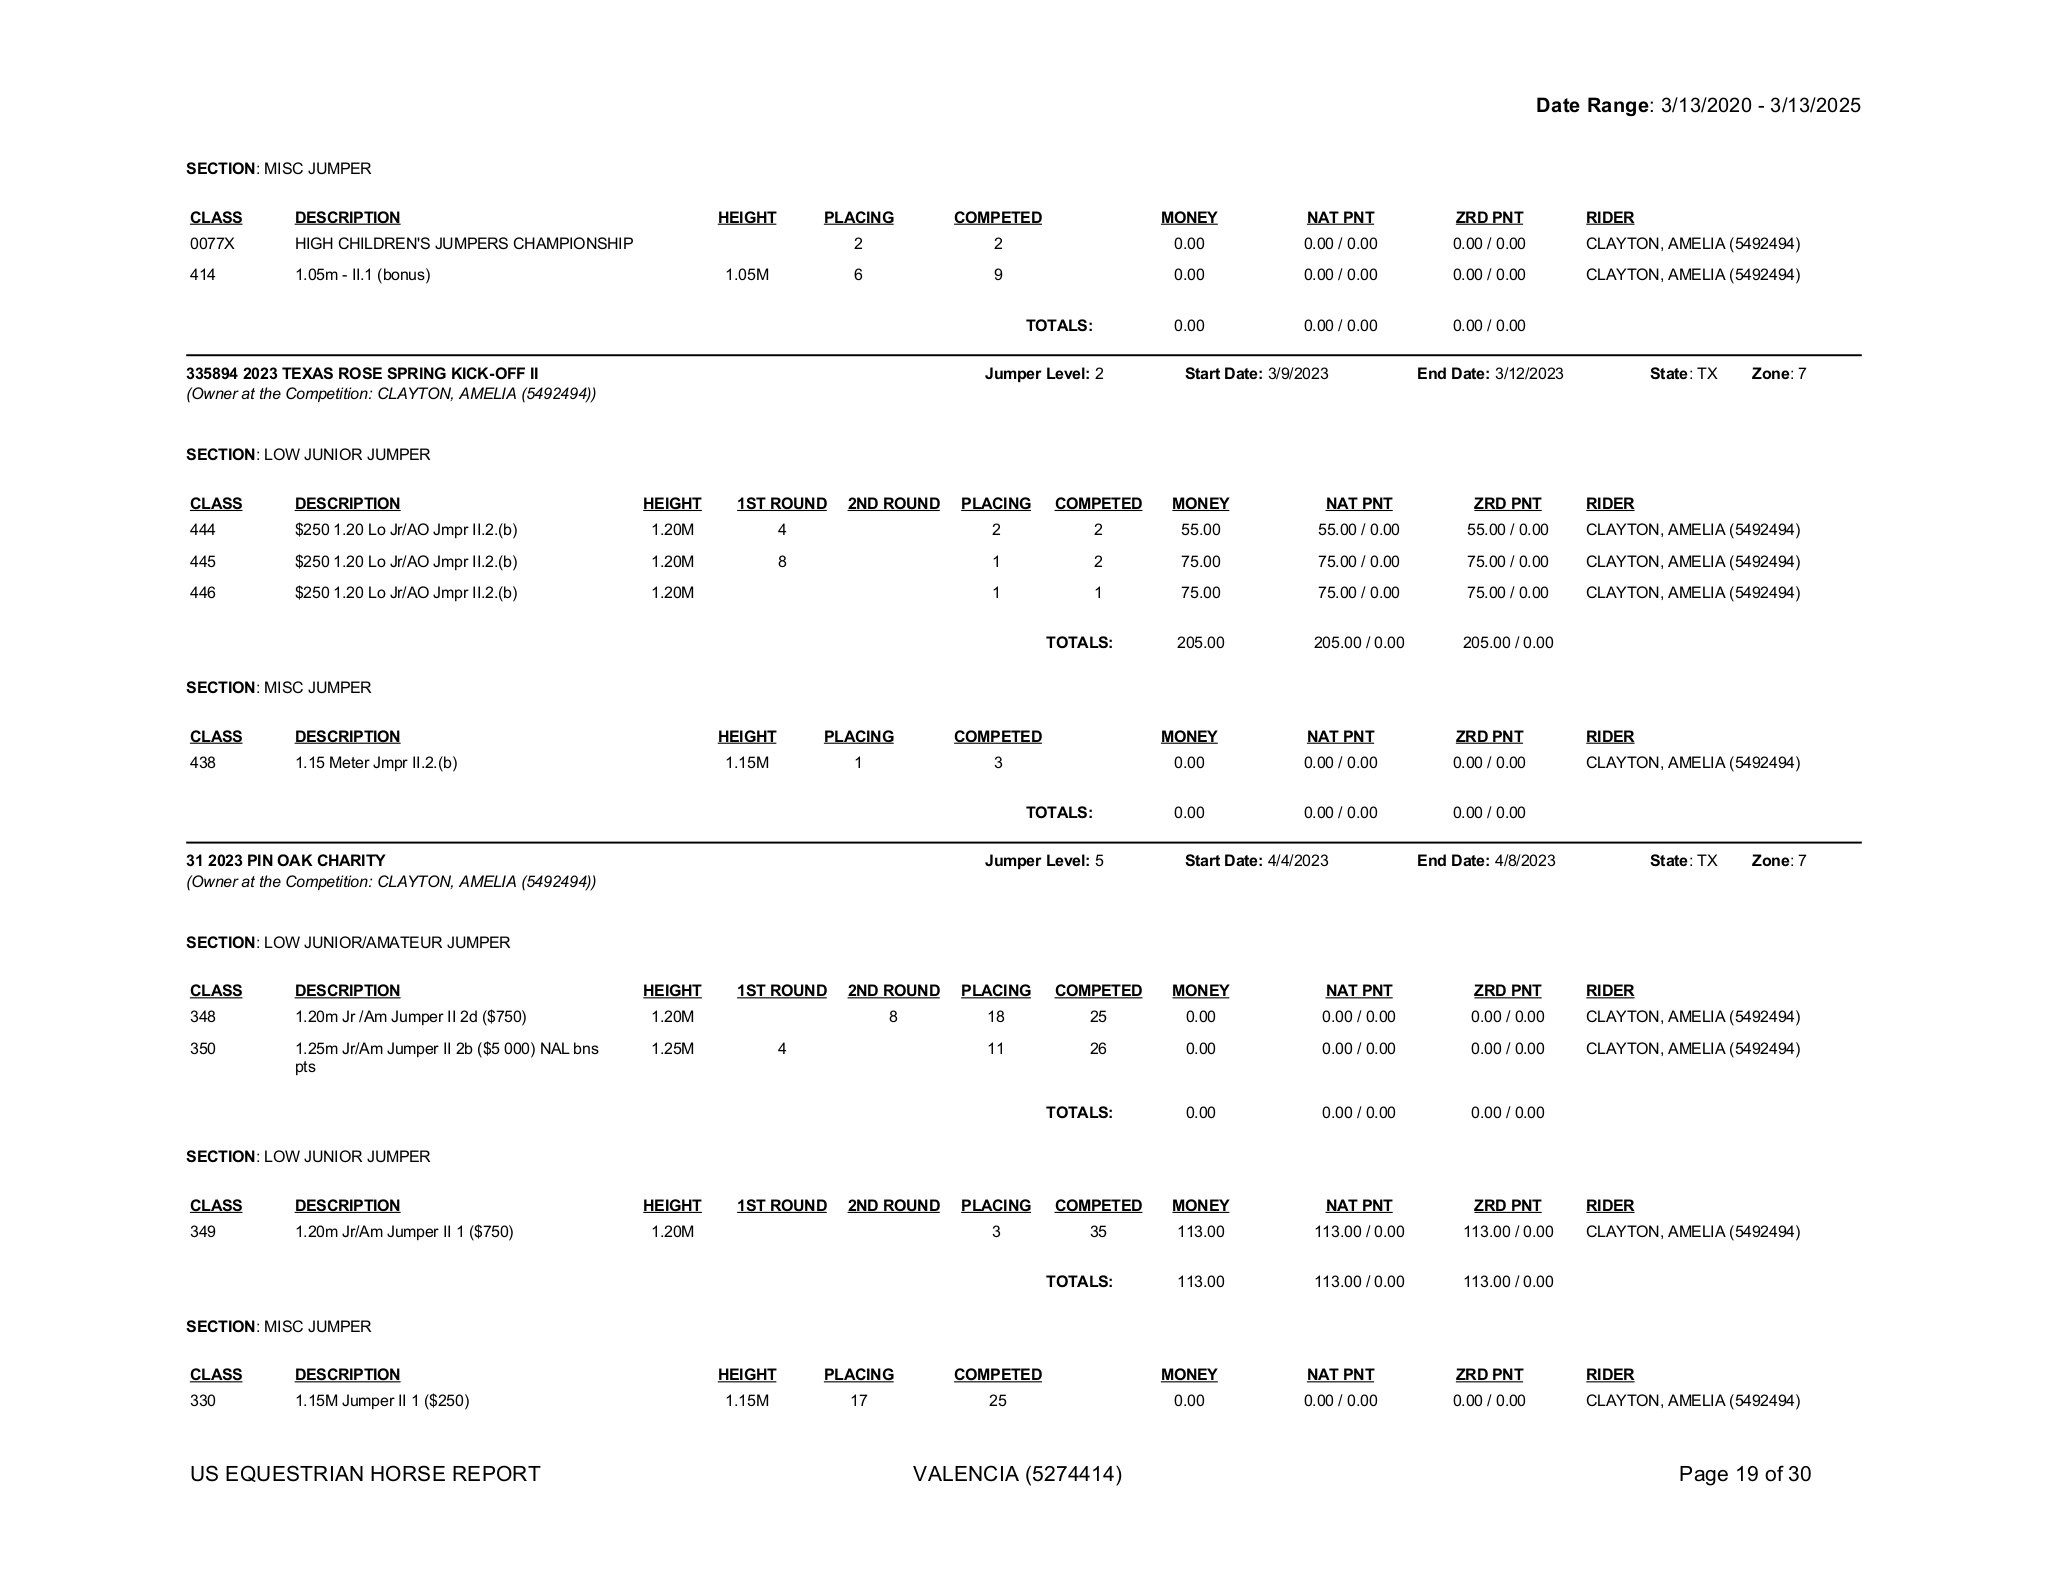 Date Range: 3/13/2020 - 3/13/2025
SECTION: MISC JUMPER
CLASS DESCRIPTION HEIGHT PLACING COMPETED MONEY NAT PNT ZRD PNT RIDER
0077X HIGH CHILDREN'S JUMPERS CHAMPIONSHIP 2 2 0.00 0.00 / 0.00 0.00 / 0.00 CLAYTON, AMELIA (5492494)
414 1.05m - II.1 (bonus) 1.05M 6 9 0.00 0.00 / 0.00 0.00 / 0.00 CLAYTON, AMELIA (5492494)
TOTALS: 0.00 0.00 / 0.00 0.00 / 0.00
335894 2023 TEXAS ROSE SPRING KICK-OFF II Jumper Level: 2 Start Date: 3/9/2023 End Date: 3/12/2023 State: TX Zone: 7
(Owner at the Competition: CLAYTON, AMELIA (5492494))
SECTION: LOW JUNIOR JUMPER
CLASS DESCRIPTION HEIGHT 1ST ROUND 2ND ROUND PLACING COMPETED MONEY NAT PNT ZRD PNT RIDER
444 $250 1.20 Lo Jr/AO Jmpr II.2.(b) 1.20M 4 2 2 55.00 55.00 / 0.00 55.00 / 0.00 CLAYTON, AMELIA (5492494)
445 $250 1.20 Lo Jr/AO Jmpr II.2.(b) 1.20M 8 1 2 75.00 75.00 / 0.00 75.00 / 0.00 CLAYTON, AMELIA (5492494)
446 $250 1.20 Lo Jr/AO Jmpr II.2.(b) 1.20M 1 1 75.00 75.00 / 0.00 75.00 / 0.00 CLAYTON, AMELIA (5492494)
TOTALS: 205.00 205.00 / 0.00 205.00 / 0.00
SECTION: MISC JUMPER
CLASS DESCRIPTION HEIGHT PLACING COMPETED MONEY NAT PNT ZRD PNT RIDER
438 1.15 Meter Jmpr II.2.(b) 1.15M 1 3 0.00 0.00 / 0.00 0.00 / 0.00 CLAYTON, AMELIA (5492494)
TOTALS: 0.00 0.00 / 0.00 0.00 / 0.00
31 2023 PIN OAK CHARITY Jumper Level: 5 Start Date: 4/4/2023 End Date: 4/8/2023 State: TX Zone: 7
(Owner at the Competition: CLAYTON, AMELIA (5492494))
SECTION: LOW JUNIOR/AMATEUR JUMPER
CLASS DESCRIPTION HEIGHT 1ST ROUND 2ND ROUND PLACING COMPETED MONEY NAT PNT ZRD PNT RIDER
348 1.20m Jr /Am Jumper II 2d ($750) 1.20M 8 18 25 0.00 0.00 / 0.00 0.00 / 0.00 CLAYTON, AMELIA (5492494)
350 1.25m Jr/Am Jumper II 2b ($5 000) NAL bns 1.25M 4 11 26 0.00 0.00 / 0.00 0.00 / 0.00 CLAYTON, AMELIA (5492494)
pts
TOTALS: 0.00 0.00 / 0.00 0.00 / 0.00
SECTION: LOW JUNIOR JUMPER
CLASS DESCRIPTION HEIGHT 1ST ROUND 2ND ROUND PLACING COMPETED MONEY NAT PNT ZRD PNT RIDER
349 1.20m Jr/Am Jumper II 1 ($750) 1.20M 3 35 113.00 113.00 / 0.00 113.00 / 0.00 CLAYTON, AMELIA (5492494)
TOTALS: 113.00 113.00 / 0.00 113.00 / 0.00
SECTION: MISC JUMPER
CLASS DESCRIPTION HEIGHT PLACING COMPETED MONEY NAT PNT ZRD PNT RIDER
330 1.15M Jumper II 1 ($250) 1.15M 17 25 0.00 0.00 / 0.00 0.00 / 0.00 CLAYTON, AMELIA (5492494)
US EQUESTRIAN HORSE REPORT VALENCIA (5274414) Page 19 of 30